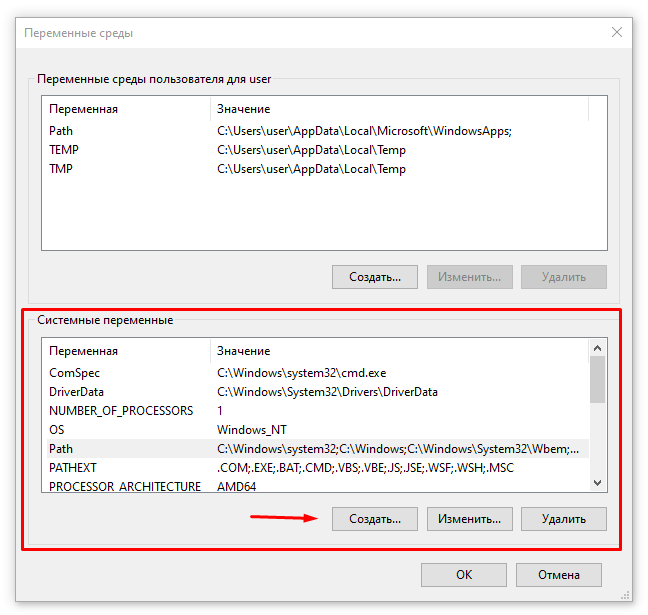 Переменные среды
Переменные среды пользователя для user
Переменная Значение
Path C:\Users\user\AppData\Local\Microsoft\WindowsApps;
TEMP C:\Users\user\AppData\Local\Temp
TMP C:\Users\user\AppData\Local\Temp
Создать... Изменить... Удалить
Системные переменные
Переменная Значение
ComSpec C:\Windows\system32\cmd.exe
DriverData C:\Windows\System32\Drivers\DriverData
NUMBER_OF_PROCESSORS 1
OS Windows_NT
Path C:\Windows\system32;C:\Windows;C:\Windows\System32\Wbem;...
PATHEXT .COM;.EXE;.BAT;.CMD;.VBS;.VBE;.JS;.JSE;.WSF;.WSH;.MSC
PROCESSOR_ARCHITECTURE AMD64
Создать... Изменить... Удалить
ОК Отмена